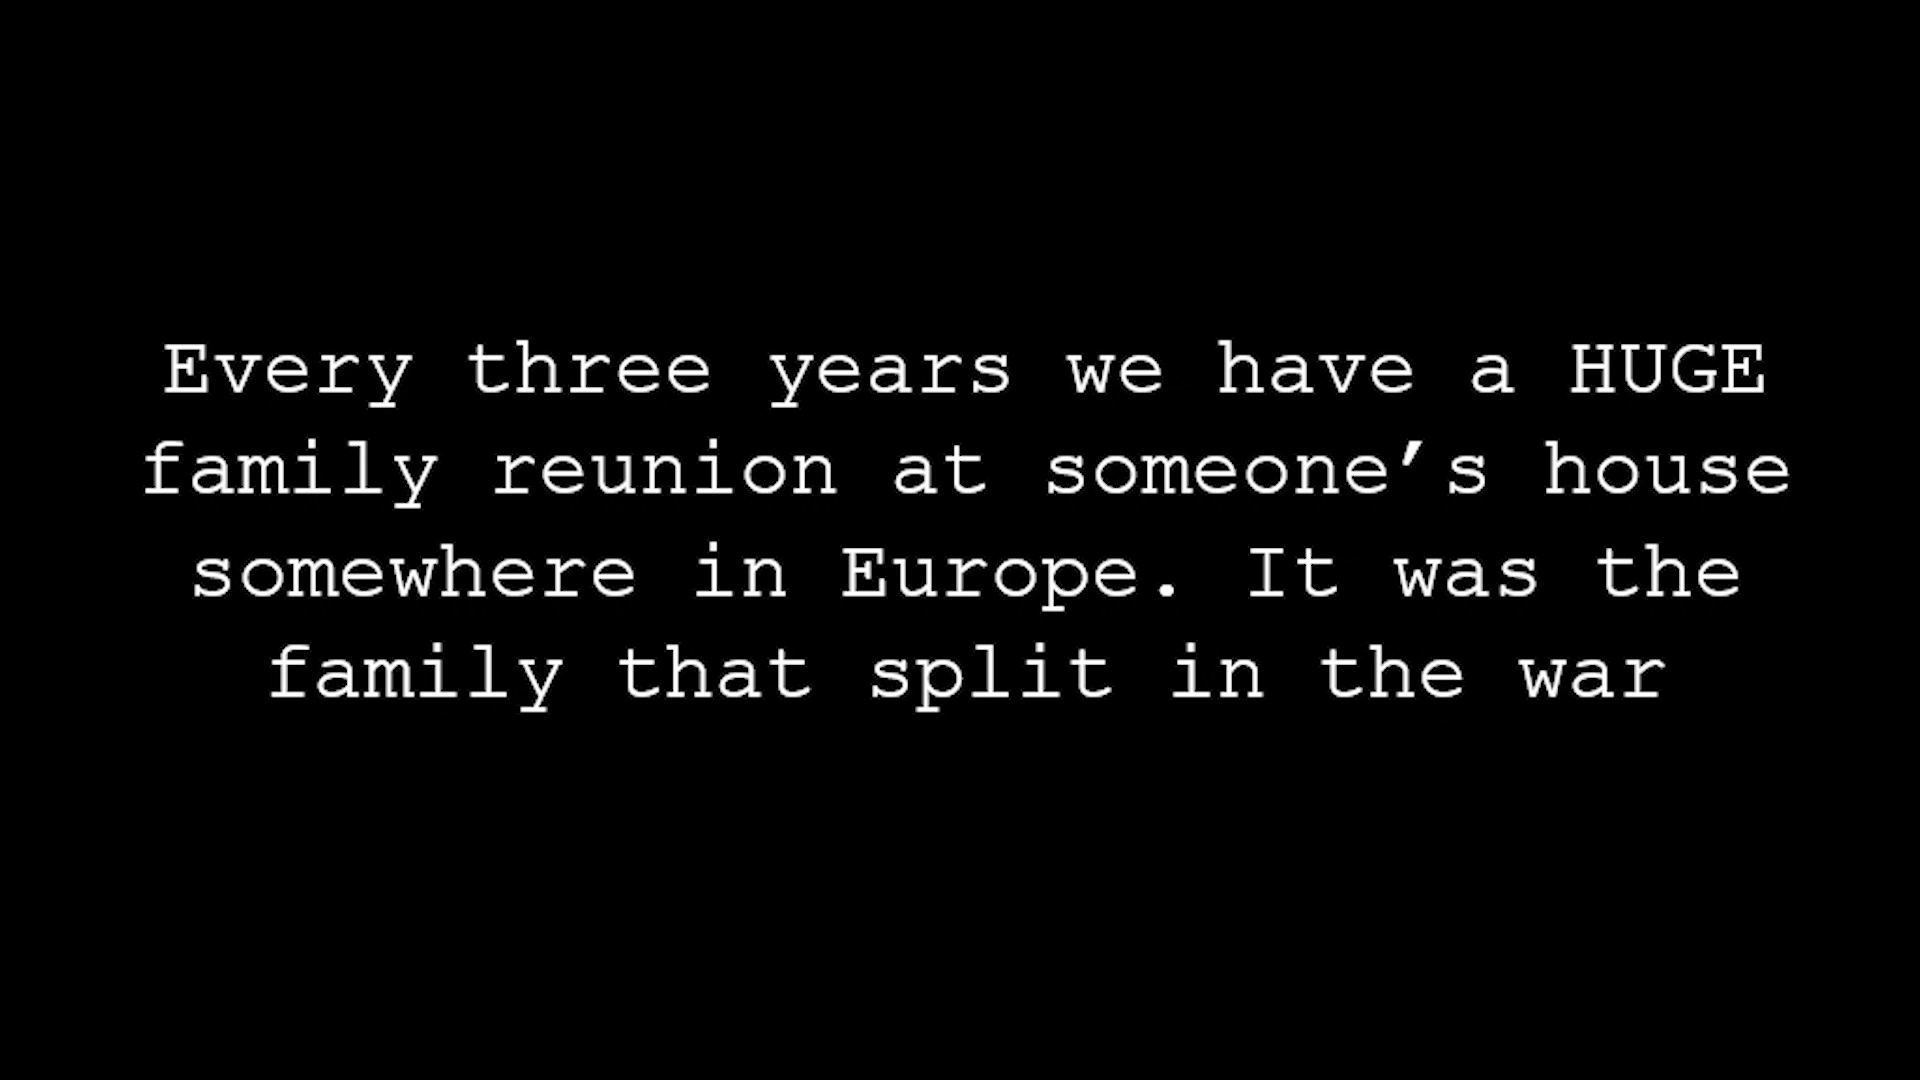 Every three years we have a HUGE
family reunion at someone’s house
somewhere in Europe. It was the
family that split in the war